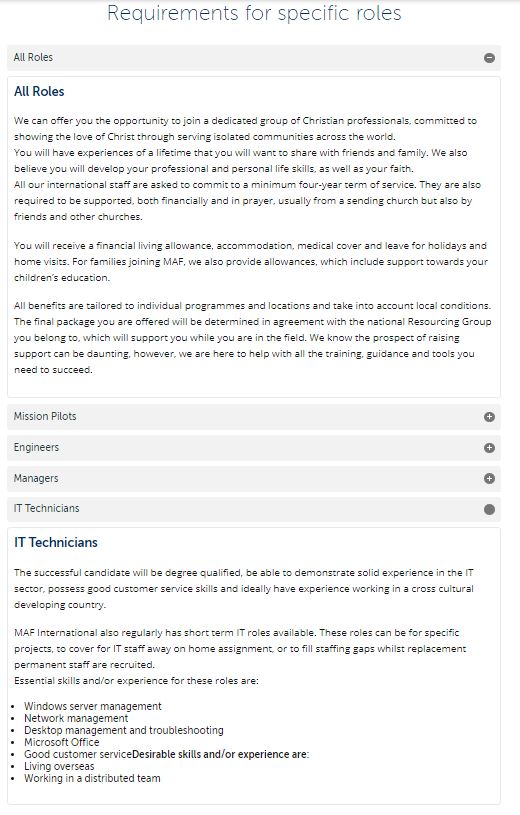 Requirements for specific roles
All Roles
All Roles
We can offer you the opportunity to join a dedicated group of Christian professionals, committed to
showing the love of Christ through serving isolated communities across the world.
You will have experiences of a lifetime that you will want to share with friends and family. We also
believe you will develop your professional and personal life skills, as well as your faith.
All our international staff are asked to commit to a minimum four-year term of service. They are also
required to be supported, both financially and in prayer, usually from a sending church but also by
friends and other churches.
You will receive a financial living allowance, accommodation, medical cover and leave for holidays and
home visits. For families joining MAF, we also provide allowances, which include support towards your
children's education.
All benefits are tailored to individual programmes and locations and take into account local conditions.
The final package you are offered will be determined in agreement with the national Resourcing Group
you belong to, which will support you while you are in the field. We know the prospect of raising
support can be daunting, however, we are here to help with all the training, guidance and tools you
need to succeed.
Mission Pilots
Engineers
Managers
IT Technicians
IT Technicians
The successful candidate will be degree qualified, be able to demonstrate solid experience in the IT
sector, possess good customer service skills and ideally have experience working in a cross cultural
developing country.
MAF International also regularly has short term IT roles available. These roles can be for specific
projects, to cover for IT staff away on home assignment, or to fill staffing gaps whilst replacement
permanent staff are recruited.
Essential skills and/or experience for these roles are:
• Windows server management
• Network management
• Desktop management and troubleshooting
• Microsoft Office
• Good customer serviceDesirable skills and/or experience are:
• Living overseas
• Working in a distributed team